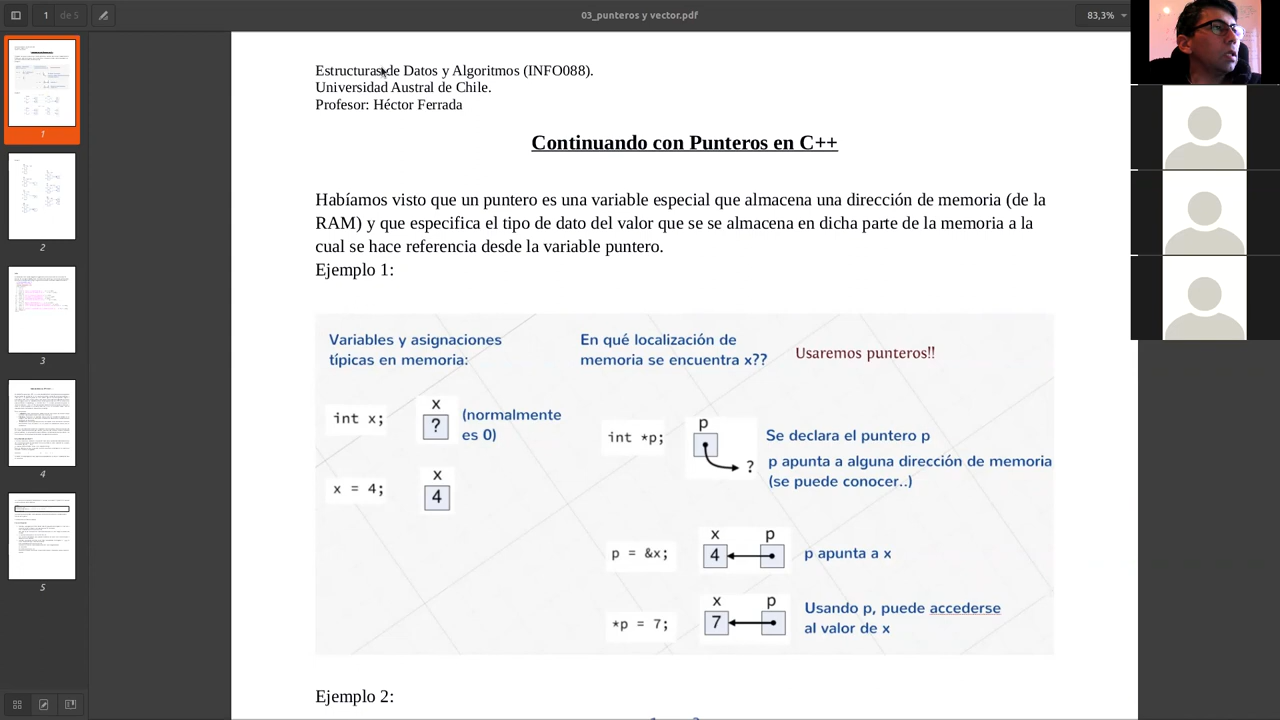 1 de 5
03_punteros y vector.pdf
83,3%
1
2
3
4
5
Estructuras de Datos y Algoritmos (INFO088).
Universidad Austral de Chile.
Profesor: Héctor Ferrada
Continuando con Punteros en C++
Habíamos visto que un puntero es una variable especial que almacena una dirección de memoria (de la
RAM) y que especifica el tipo de dato del valor que se se almacena en dicha parte de la memoria a la
cual se hace referencia desde la variable puntero.
Ejemplo 1:
Variables y asignaciones
típicas en memoria:
x
int x;
?
(normalmente
es 0)
x
x = 4;
4
En qué localización de
memoria se encuentra x??
Usaremos punteros!!
p
int *p;
?
Se declara el puntero p
p apunta a alguna dirección de memoria
(se puede conocer..)
x p
p = &x;
4
p apunta a x
x p
*p = 7;
7
Usando p, puede accederse
al valor de x
Ejemplo 2: